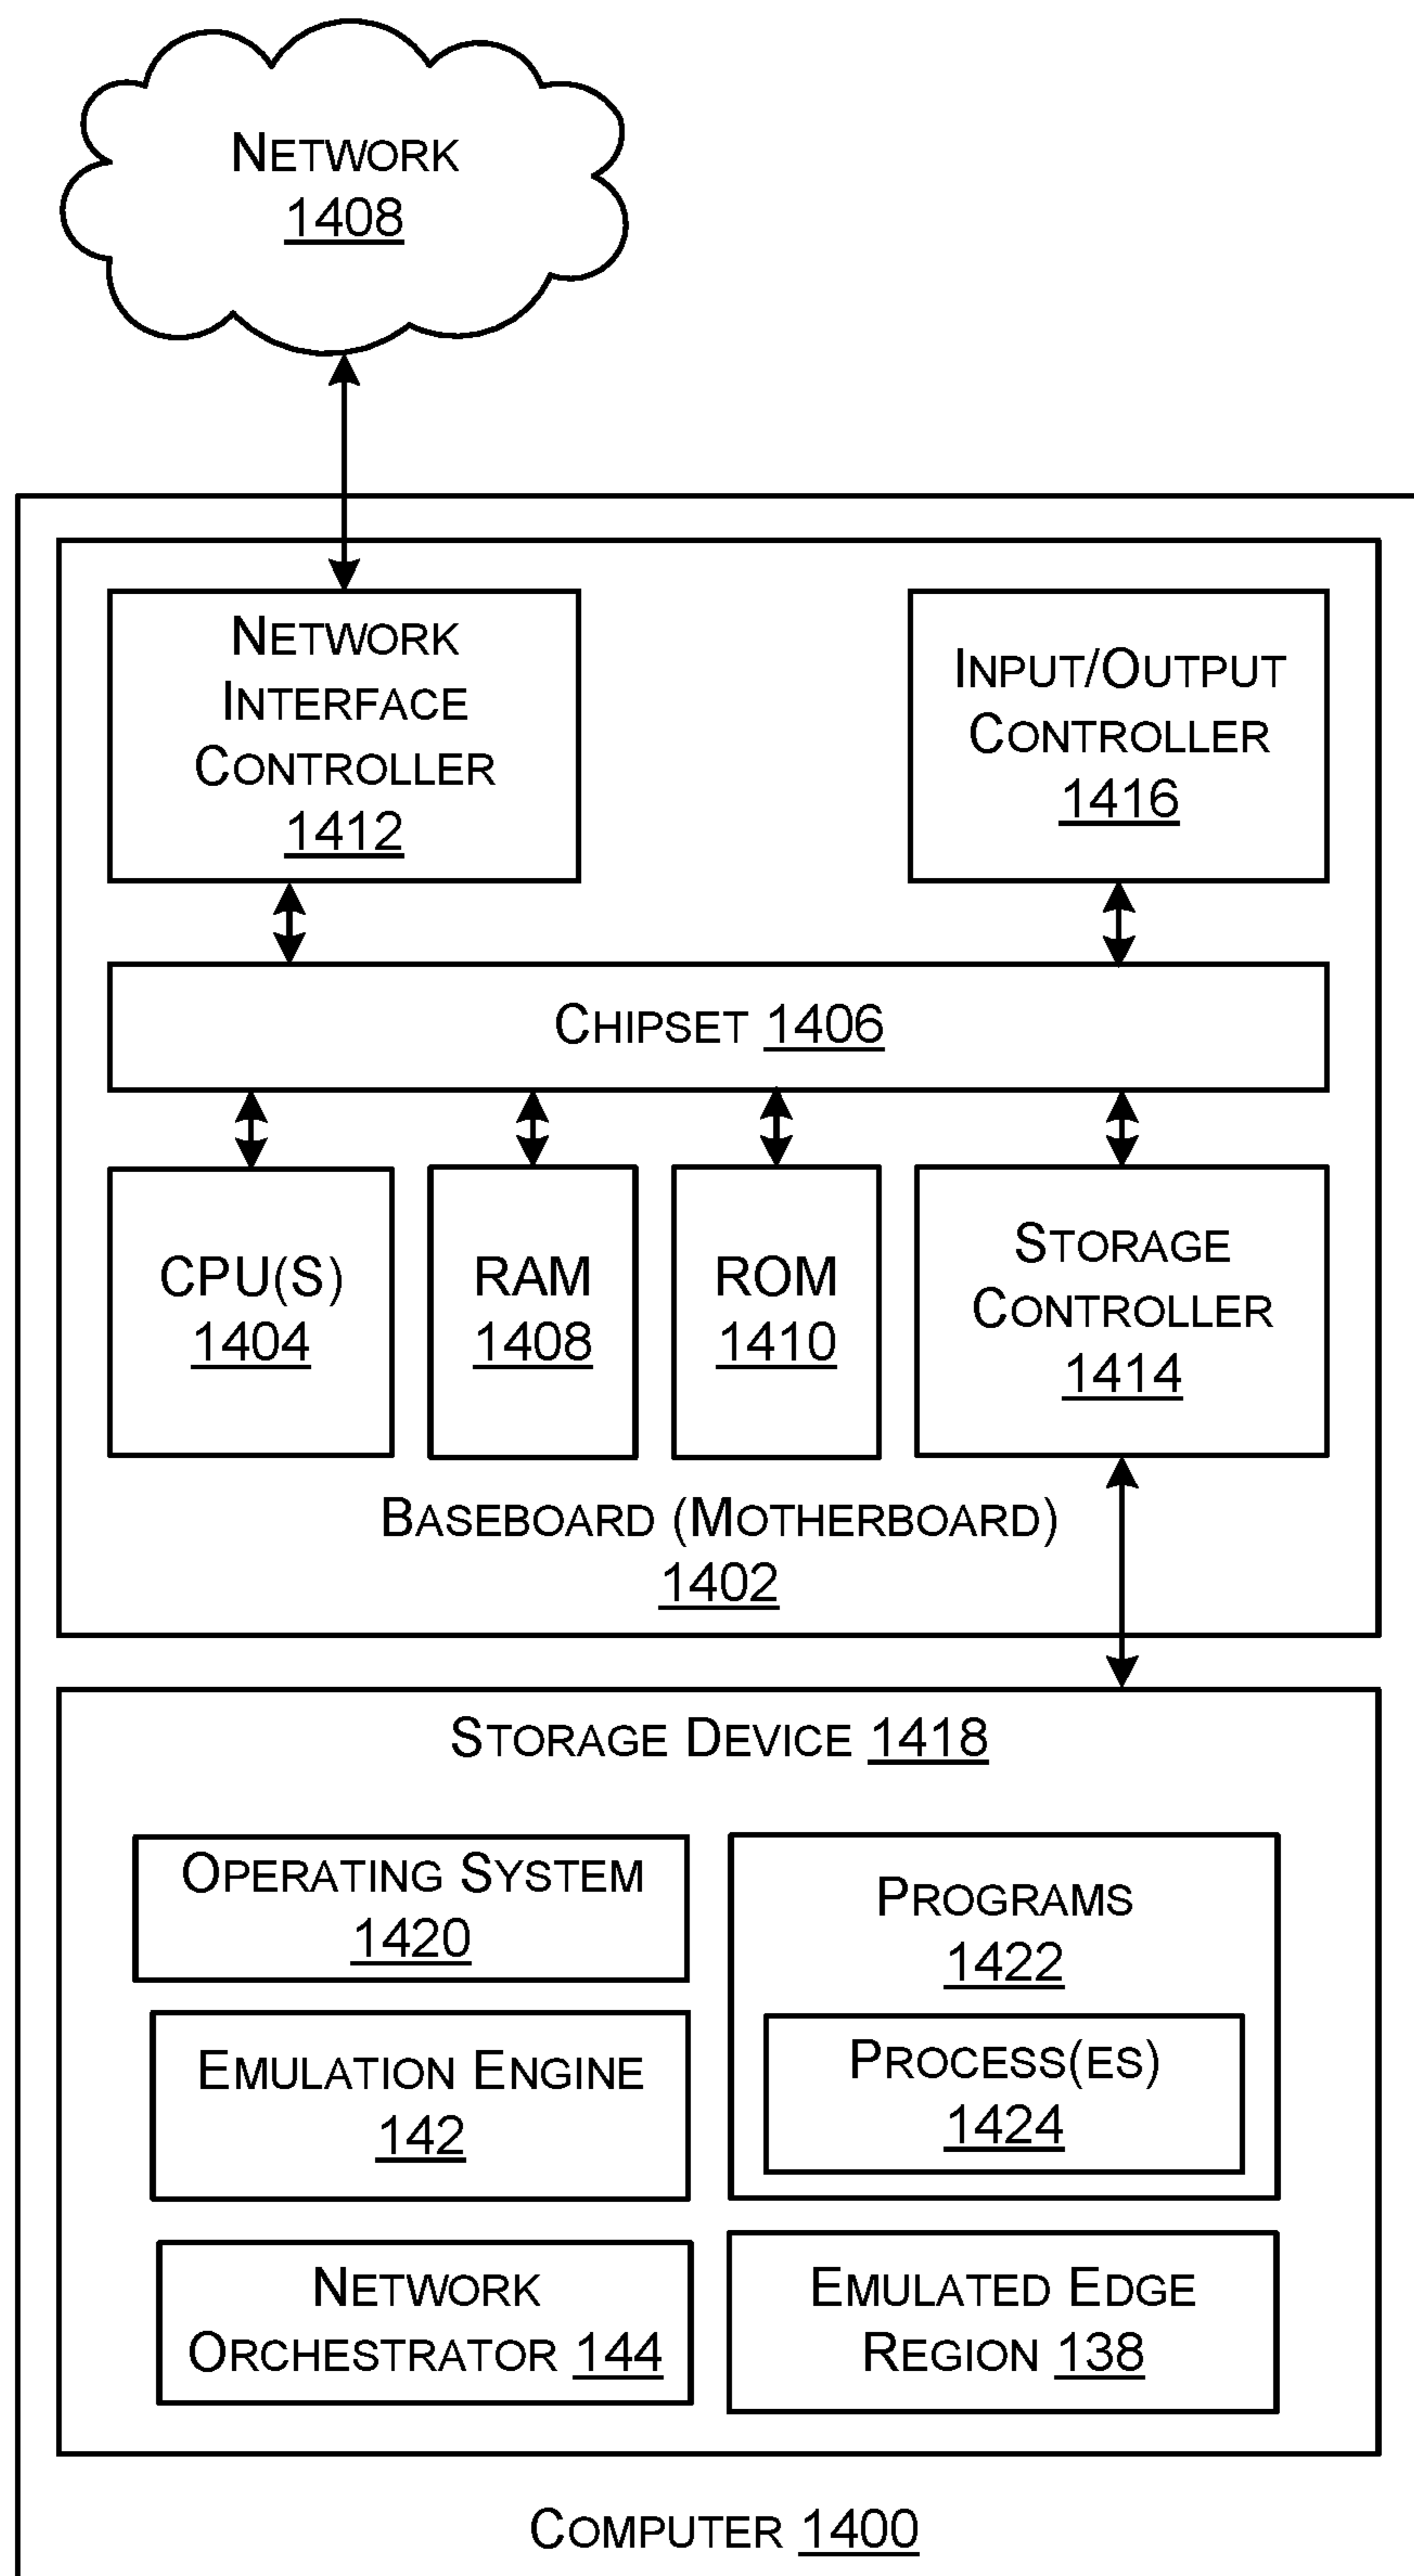 NETWORK
1408
NETWORK
INTERFACE
CONTROLLER
1412
INPUT/OUTPUT
CONTROLLER
1416
CHIPSET 1406
CPU(S)
1404
RAM
1408
ROM
1410
STORAGE
CONTROLLER
1414
BASEBOARD (MOTHERBOARD)
1402
STORAGE DEVICE 1418
OPERATING SYSTEM
1420
PROGRAMS
1422
PROCESS(ES)
1424
EMULATION ENGINE
142
NETWORK
ORCHESTRATOR 144
EMULATED EDGE
REGION 138
COMPUTER 1400